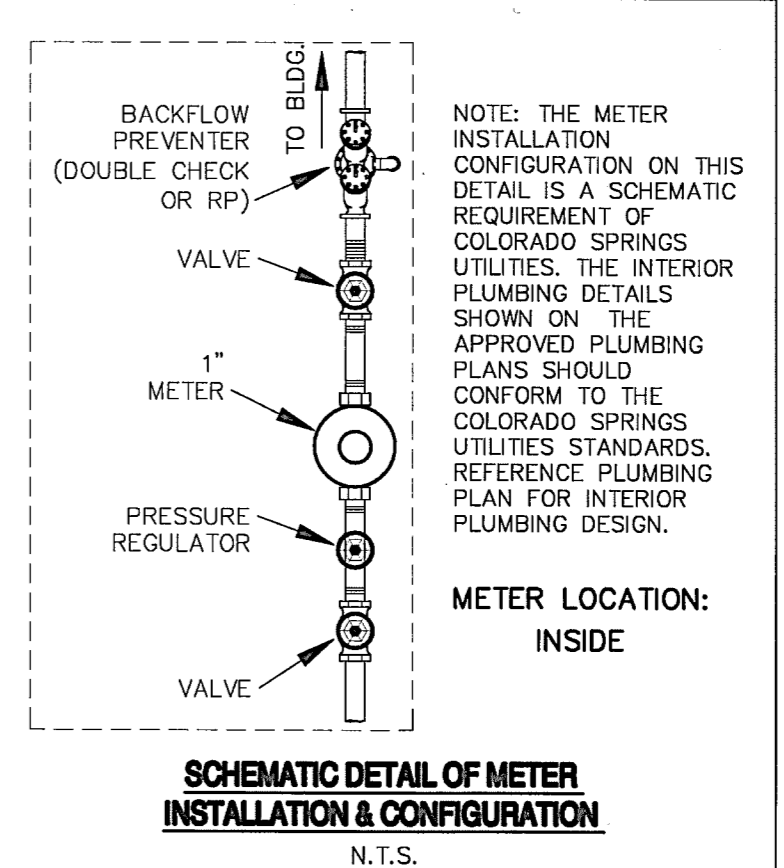 TO BLDG.
BACKFLOW
PREVENTER
(DOUBLE CHECK
OR RP)
VALVE
1"
METER
PRESSURE
REGULATOR
VALVE
NOTE: THE METER
INSTALLATION
CONFIGURATION ON THIS
DETAIL IS A SCHEMATIC
REQUIREMENT OF
COLORADO SPRINGS
UTILITIES. THE INTERIOR
PLUMBING DETAILS
SHOWN ON THE
APPROVED PLUMBING
PLANS SHOULD
CONFORM TO THE
COLORADO SPRINGS
UTILITIES STANDARDS.
REFERENCE PLUMBING
PLAN FOR INTERIOR
PLUMBING DESIGN.
METER LOCATION:
INSIDE
SCHEMATIC DETAIL OF METER
INSTALLATION & CONFIGURATION
N.T.S.